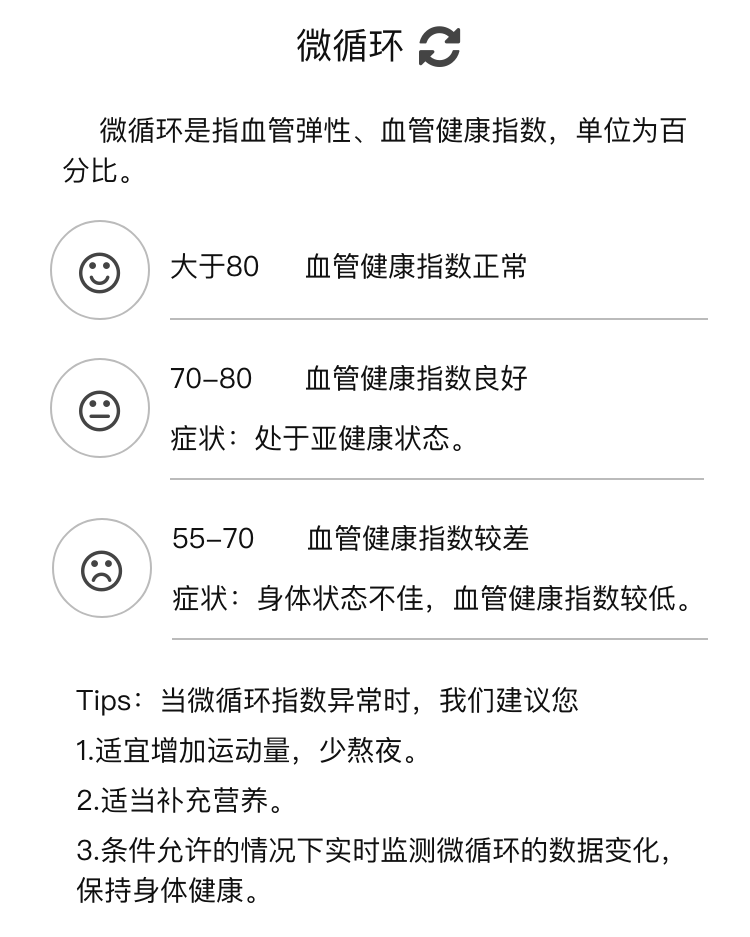 微循环
微循环是指血管弹性、血管健康指数，单位为百
分比。
大于80 血管健康指数正常
70-80 血管健康指数良好
症状：处于亚健康状态。
55-70 血管健康指数较差
症状：身体状态不佳，血管健康指数较低。
Tips：当微循环指数异常时，我们建议您
1.适宜增加运动量，少熬夜。
2.适当补充营养。
3.条件允许的情况下实时监测微循环的数据变化，
保持身体健康。